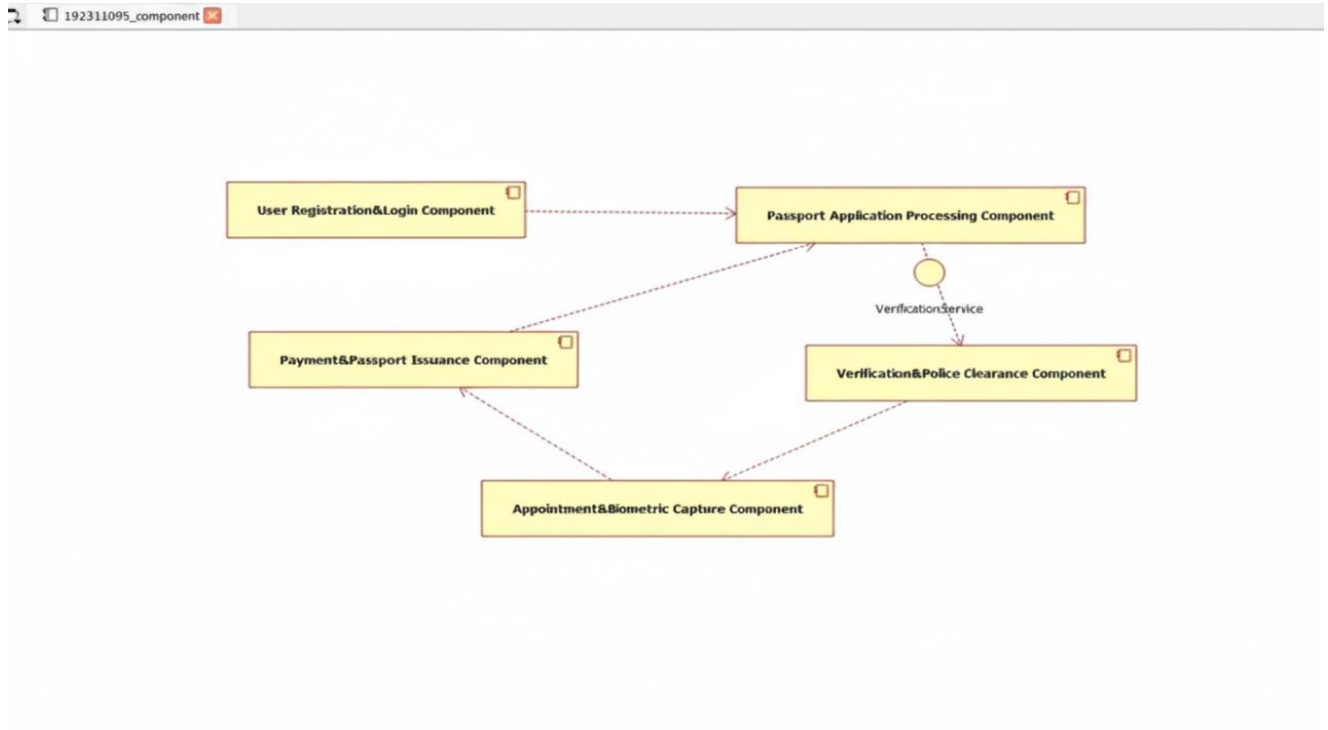 192311095_component
User Registration&Login Component
Passport Application Processing Component
VerificationService
Payment&Passport Issuance Component
Verification&Police Clearance Component
Appointment&Biometric Capture Component